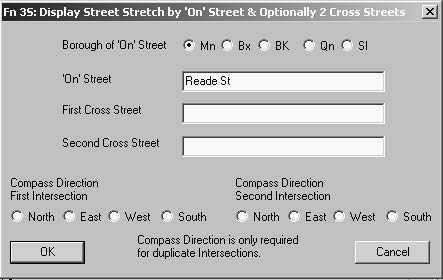 Fn 3S: Display Street Stretch by 'On' Street & Optionally 2 Cross Streets
Borough of 'On' Street Mn Bx BK Qn SI
'On' Street Reade St
First Cross Street
Second Cross Street
Compass Direction Compass Direction
First Intersection Second Intersection
North East West South North East West South
OK Compass Direction is only required Cancel
for duplicate Intersections.